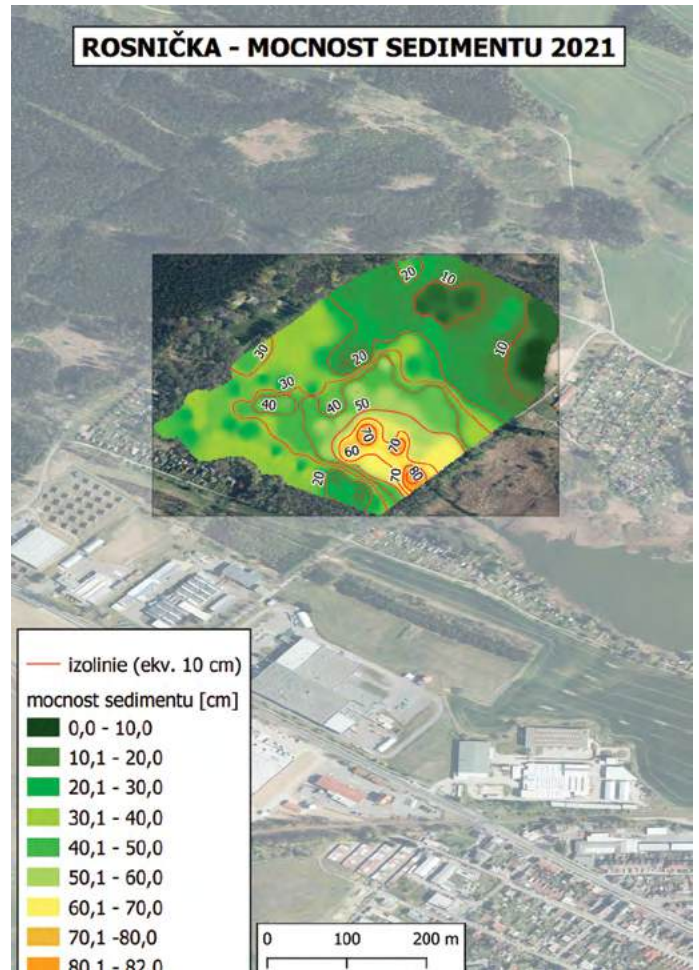 ROSNIČKA - MOCNOST SEDIMENTU 2021
20
10
30
20
10
30
40
40
50
70
60
70
20
70
80
izolinie (ekv. 10 cm)
mocnost sedimentu [cm]
0,0 - 10,0
10,1 - 20,0
20,1 - 30,0
30,1 - 40,0
40,1 - 50,0
50,1 - 60,0
60,1 - 70,0
70,1 -80,0
80,1 - 82,0
0 100 200 m